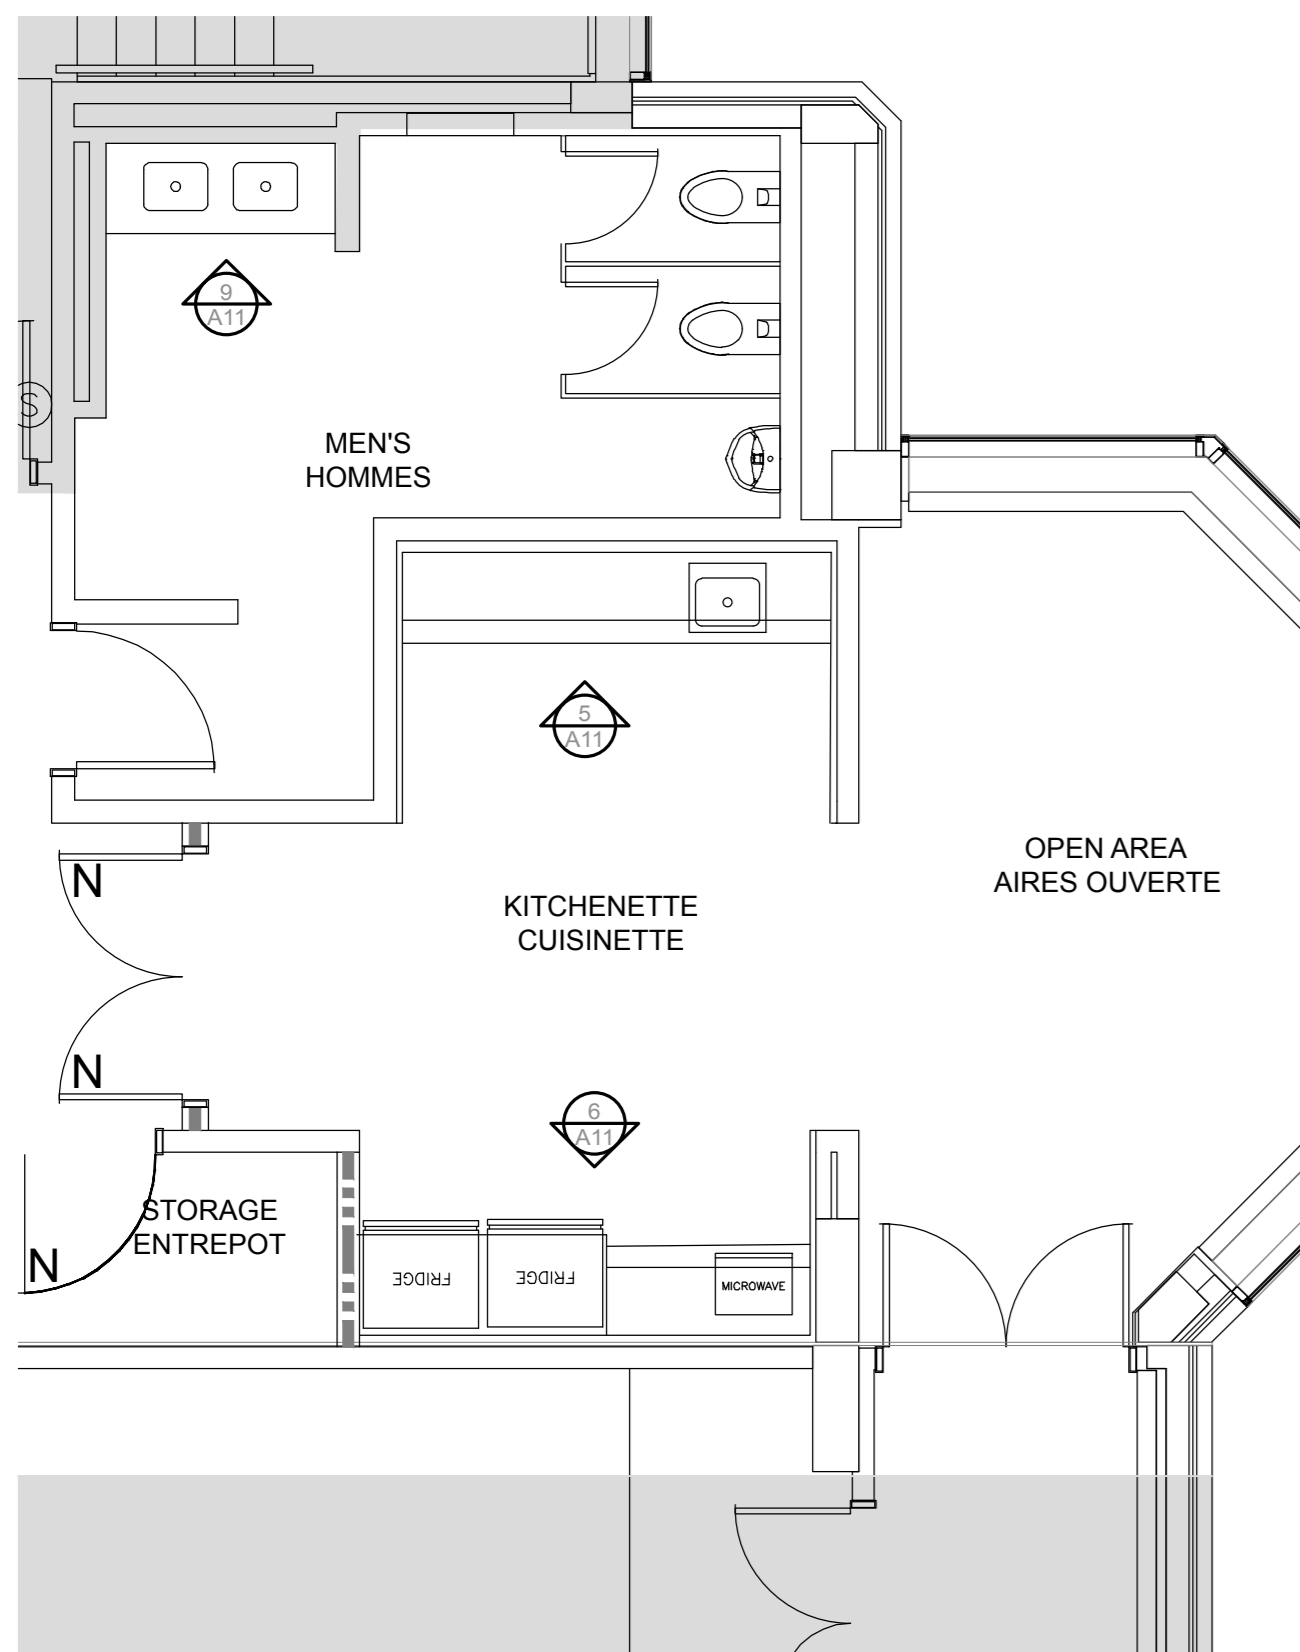 9
A11
S
MEN'S
HOMMES
5
A11
OPEN AREA
AIRES OUVERTE
N
KITCHENETTE
CUISINETTE
N
6
A11
STORAGE
ENTREPOT
N
FRIDGE
FRIDGE
MICROWAVE